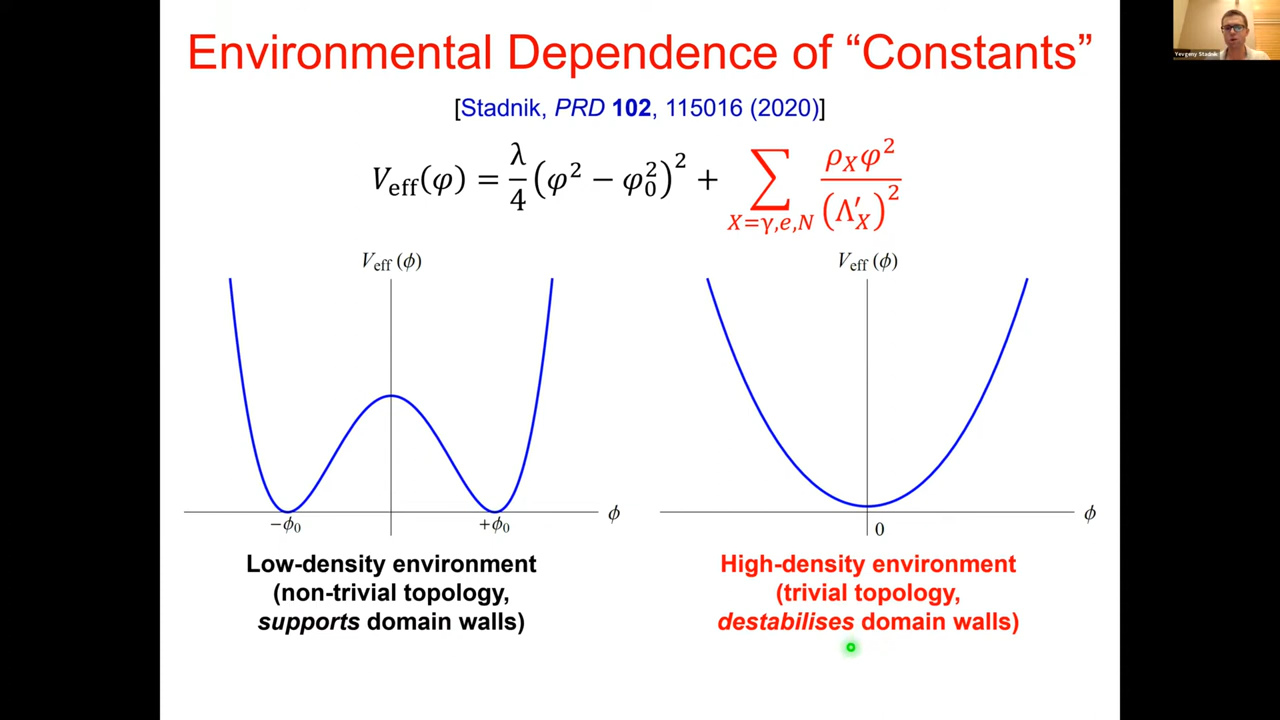 Environmental Dependence of “Constants”
[Stadnik, PRD 102, 115016 (2020)]
V_eff(φ) = λ/4 (φ² − φ₀²)² + ∑_{X=γ,e,N} ρ_X φ² / (Λ′_X)²
V_eff (ϕ)
V_eff (ϕ)
−ϕ₀
+ϕ₀
ϕ
0
ϕ
Low-density environment
(non-trivial topology,
supports domain walls)
High-density environment
(trivial topology,
destabilises domain walls)
Yevgeny Stadnik